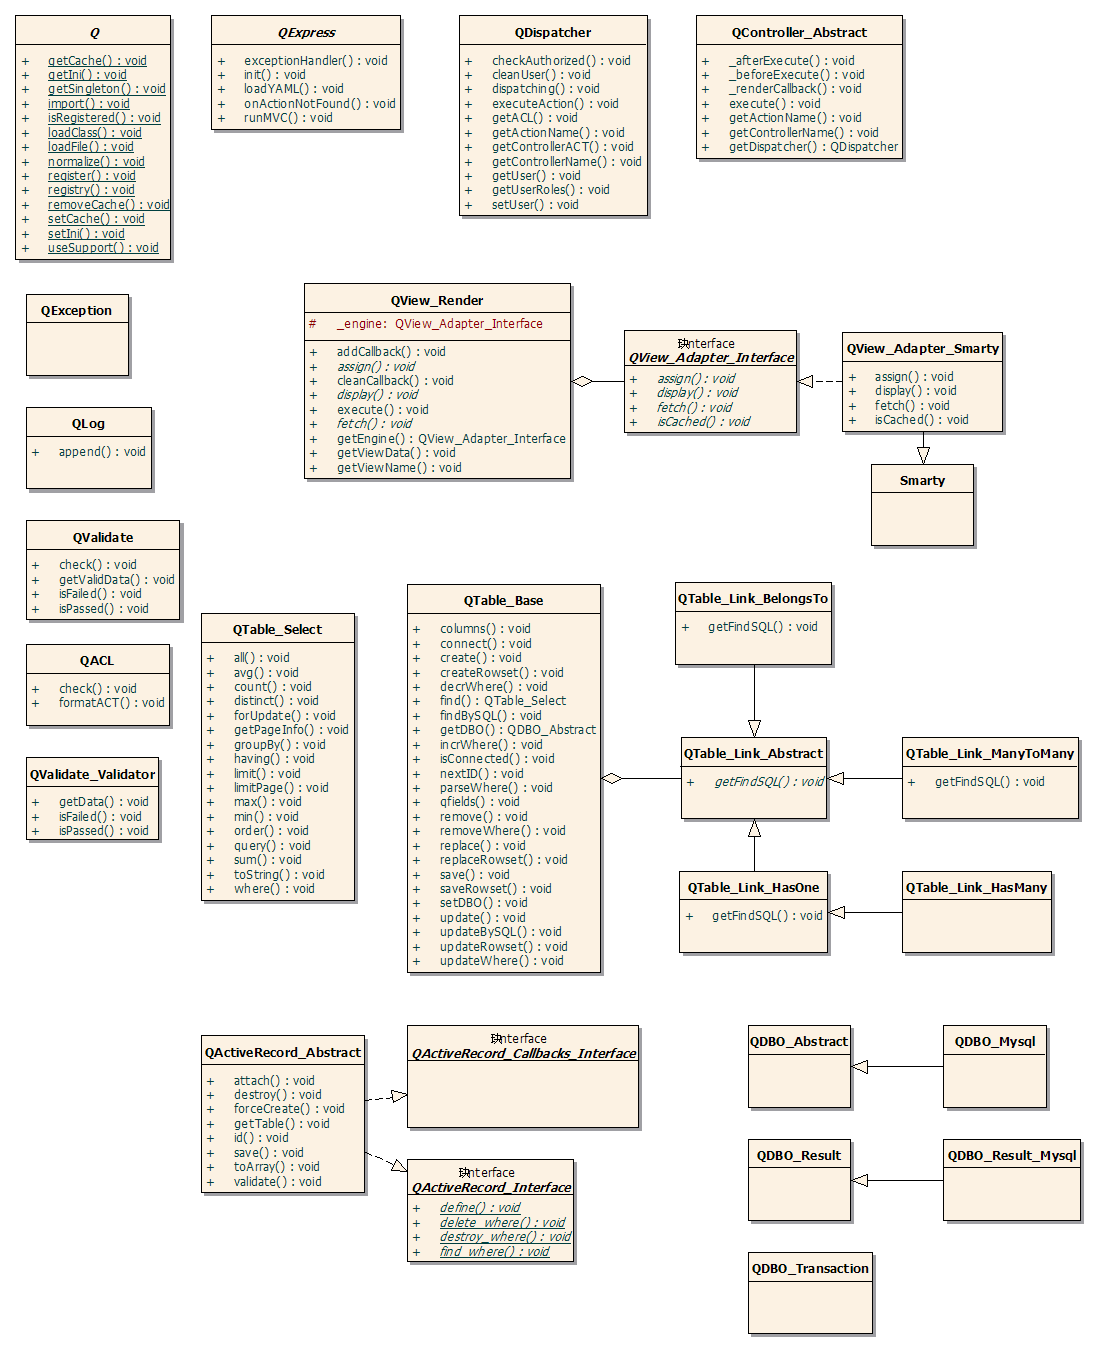 Q
+ getCache() : void
+ getIni() : void
+ getSingleton() : void
+ import() : void
+ isRegistered() : void
+ loadClass() : void
+ loadFile() : void
+ normalize() : void
+ register() : void
+ registry() : void
+ removeCache() : void
+ setCache() : void
+ setIni() : void
+ useSupport() : void
QExpress
+ exceptionHandler() : void
+ init() : void
+ loadYAML() : void
+ onActionNotFound() : void
+ runMVC() : void
QDispatcher
+ checkAuthorized() : void
+ cleanUser() : void
+ dispatching() : void
+ executeAction() : void
+ getACL() : void
+ getActionName() : void
+ getControllerACT() : void
+ getControllerName() : void
+ getUser() : void
+ getUserRoles() : void
+ setUser() : void
QController_Abstract
+ _afterExecute() : void
+ _beforeExecute() : void
+ _renderCallback() : void
+ execute() : void
+ getActionName() : void
+ getControllerName() : void
+ getDispatcher() : QDispatcher
QException
QLog
+ append() : void
QView_Render
# _engine: QView_Adapter_Interface
+ addCallback() : void
+ assign() : void
+ cleanCallback() : void
+ display() : void
+ execute() : void
+ fetch() : void
+ getEngine() : QView_Adapter_Interface
+ getViewData() : void
+ getViewName() : void
nterface
QView_Adapter_Interface
+ assign() : void
+ display() : void
+ fetch() : void
+ isCached() : void
QView_Adapter_Smarty
+ assign() : void
+ display() : void
+ fetch() : void
+ isCached() : void
Smarty
QValidate
+ check() : void
+ getValidData() : void
+ isFailed() : void
+ isPassed() : void
QACL
+ check() : void
+ formatACT() : void
QValidate_Validator
+ getData() : void
+ isFailed() : void
+ isPassed() : void
QTable_Select
+ all() : void
+ avg() : void
+ count() : void
+ distinct() : void
+ forUpdate() : void
+ getPageInfo() : void
+ groupBy() : void
+ having() : void
+ limit() : void
+ limitPage() : void
+ max() : void
+ min() : void
+ order() : void
+ query() : void
+ sum() : void
+ toString() : void
+ where() : void
QTable_Base
+ columns() : void
+ connect() : void
+ create() : void
+ createRowset() : void
+ decrWhere() : void
+ find() : QTable_Select
+ findBySQL() : void
+ getDBO() : QDBO_Abstract
+ incrWhere() : void
+ isConnected() : void
+ nextID() : void
+ parseWhere() : void
+ qfields() : void
+ remove() : void
+ removeWhere() : void
+ replace() : void
+ replaceRowset() : void
+ save() : void
+ saveRowset() : void
+ setDBO() : void
+ update() : void
+ updateBySQL() : void
+ updateRowset() : void
+ updateWhere() : void
QTable_Link_BelongsTo
+ getFindSQL() : void
QTable_Link_Abstract
+ getFindSQL() : void
QTable_Link_ManyToMany
+ getFindSQL() : void
QTable_Link_HasOne
+ getFindSQL() : void
QTable_Link_HasMany
QActiveRecord_Abstract
+ attach() : void
+ destroy() : void
+ forceCreate() : void
+ getTable() : void
+ id() : void
+ save() : void
+ toArray() : void
+ validate() : void
nterface
QActiveRecord_Callbacks_Interface
nterface
QActiveRecord_Interface
+ define() : void
+ delete_where() : void
+ destroy_where() : void
+ find_where() : void
QDBO_Abstract
QDBO_Mysql
QDBO_Result
QDBO_Result_Mysql
QDBO_Transaction